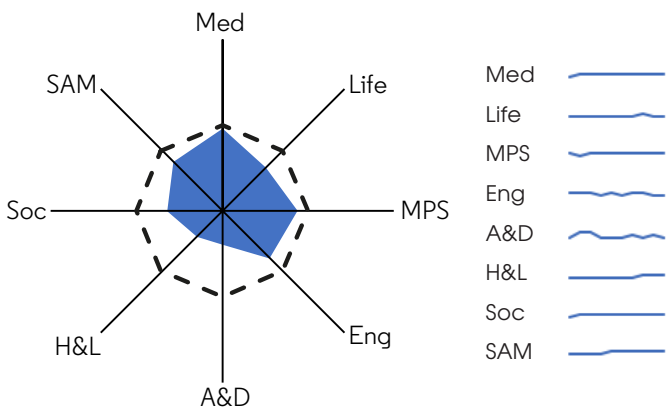 Med
SAM
Life
Soc
MPS
H&L
Eng
A&D
Med
Life
MPS
Eng
A&D
H&L
Soc
SAM